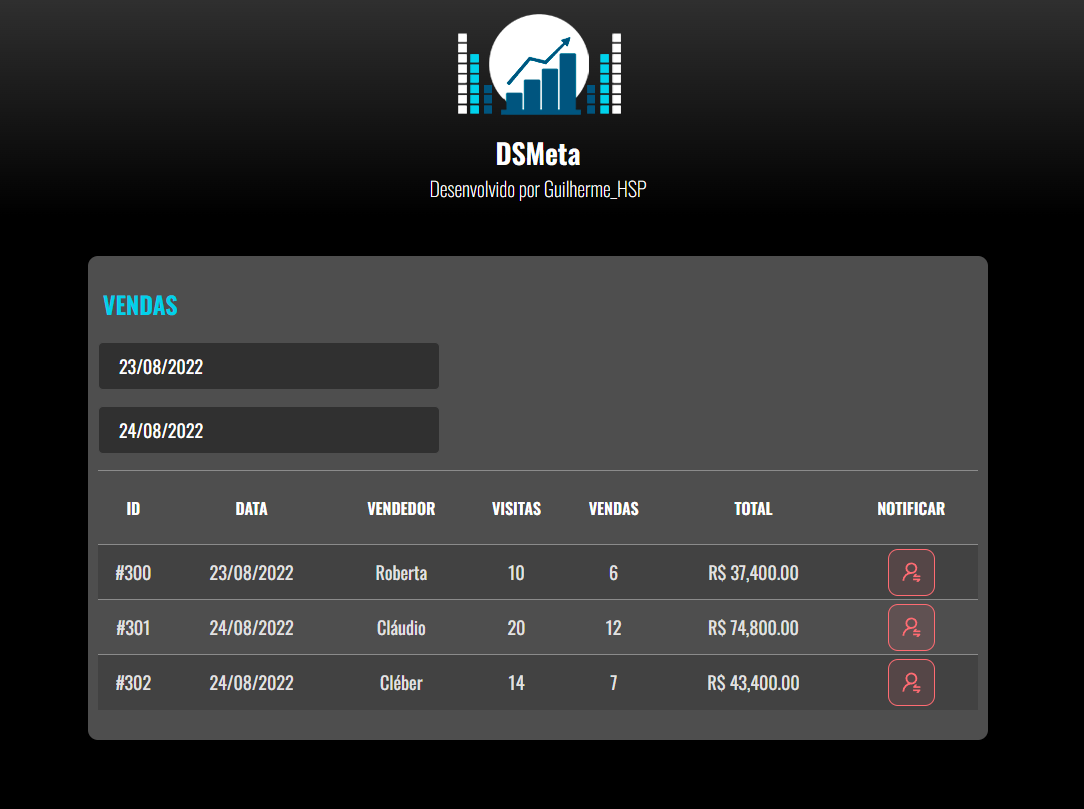 DSMeta
Desenvolvido por Guilherme_HSP
VENDAS
23/08/2022
24/08/2022
ID DATA VENDEDOR VISITAS VENDAS TOTAL NOTIFICAR
#300 23/08/2022 Roberta 10 6 R$ 37,400.00
#301 24/08/2022 Cláudio 20 12 R$ 74,800.00
#302 24/08/2022 Cléber 14 7 R$ 43,400.00